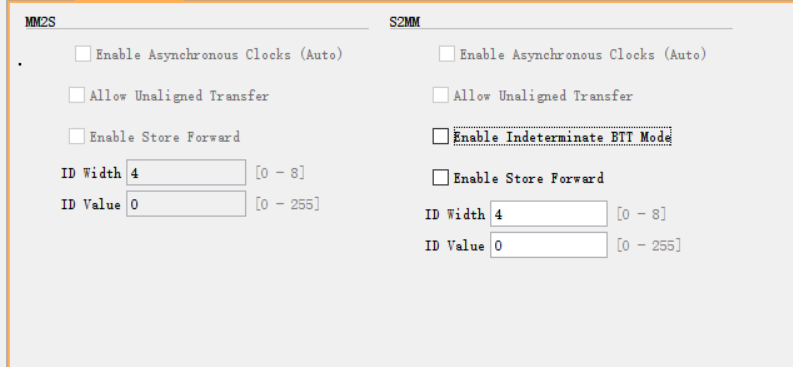 MM2S
Enable Asynchronous Clocks (Auto)
Allow Unaligned Transfer
Enable Store Forward
ID Width 4 [0 - 8]
ID Value 0 [0 - 255]
S2MM
Enable Asynchronous Clocks (Auto)
Allow Unaligned Transfer
Enable Indeterminate BTT Mode
Enable Store Forward
ID Width 4 [0 - 8]
ID Value 0 [0 - 255]